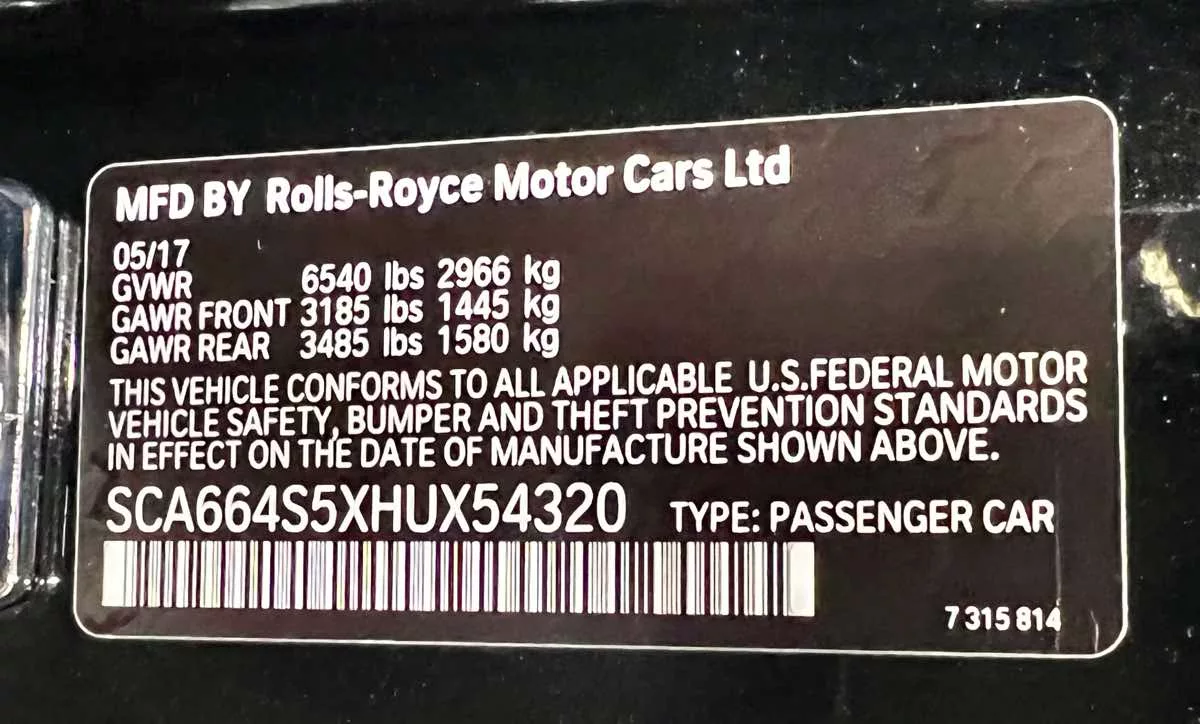 MFD BY Rolls-Royce Motor Cars Ltd
05/17
GVWR 6540 lbs 2966 kg
GAWR FRONT 3185 lbs 1445 kg
GAWR REAR 3485 lbs 1580 kg
THIS VEHICLE CONFORMS TO ALL APPLICABLE U.S.FEDERAL MOTOR
VEHICLE SAFETY, BUMPER AND THEFT PREVENTION STANDARDS
IN EFFECT ON THE DATE OF MANUFACTURE SHOWN ABOVE.
SCA664S5XHUX54320 TYPE: PASSENGER CAR
7 315 814